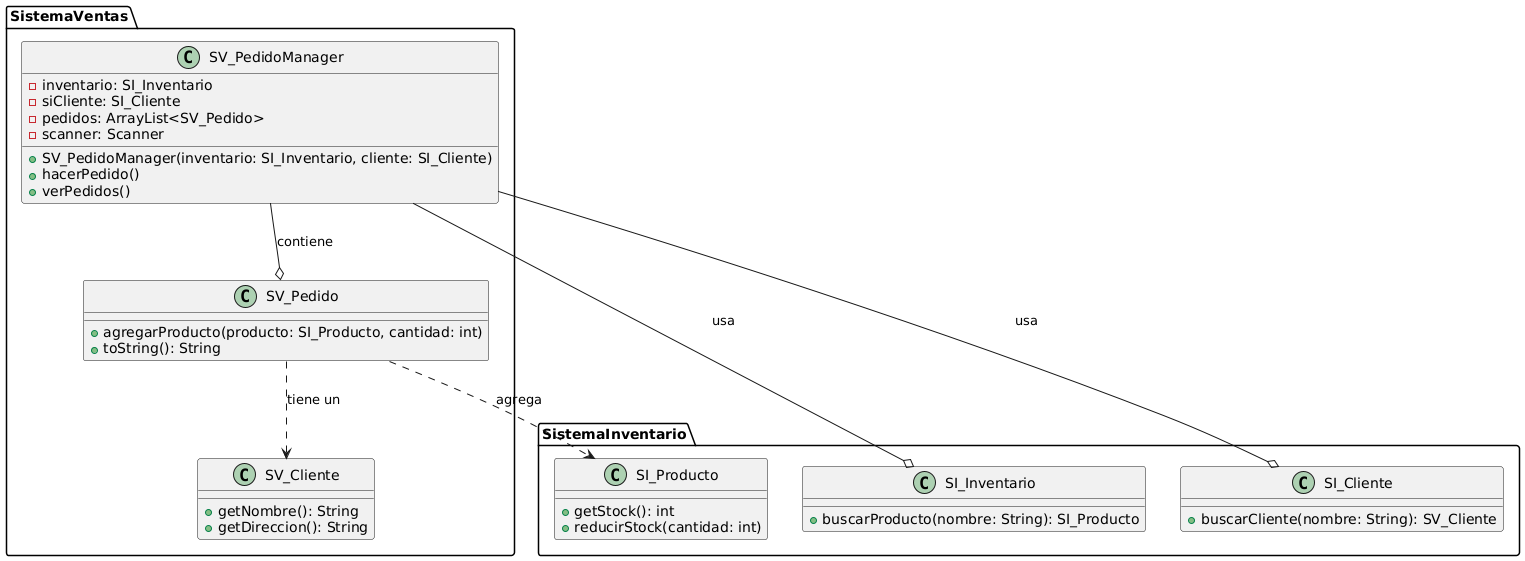 SistemaVentas
C SV_PedidoManager
inventario: SI_Inventario
siCliente: SI_Cliente
pedidos: ArrayList<SV_Pedido>
scanner: Scanner
SV_PedidoManager(inventario: SI_Inventario, cliente: SI_Cliente)
hacerPedido()
verPedidos()
contiene
usa
usa
C SV_Pedido
agregarProducto(producto: SI_Producto, cantidad: int)
toString(): String
tiene un
agrega
C SV_Cliente
getNombre(): String
getDireccion(): String
SistemaInventario
C SI_Producto
getStock(): int
reducirStock(cantidad: int)
C SI_Inventario
buscarProducto(nombre: String): SI_Producto
C SI_Cliente
buscarCliente(nombre: String): SV_Cliente